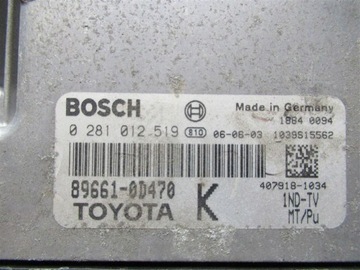 BOSCH
Made in Germany
1864 0094
0 281 012 519 810 06-06-03 1039S15562
89661-0D470
TOYOTA K
407918-1034
1ND-TV
MT/Pu